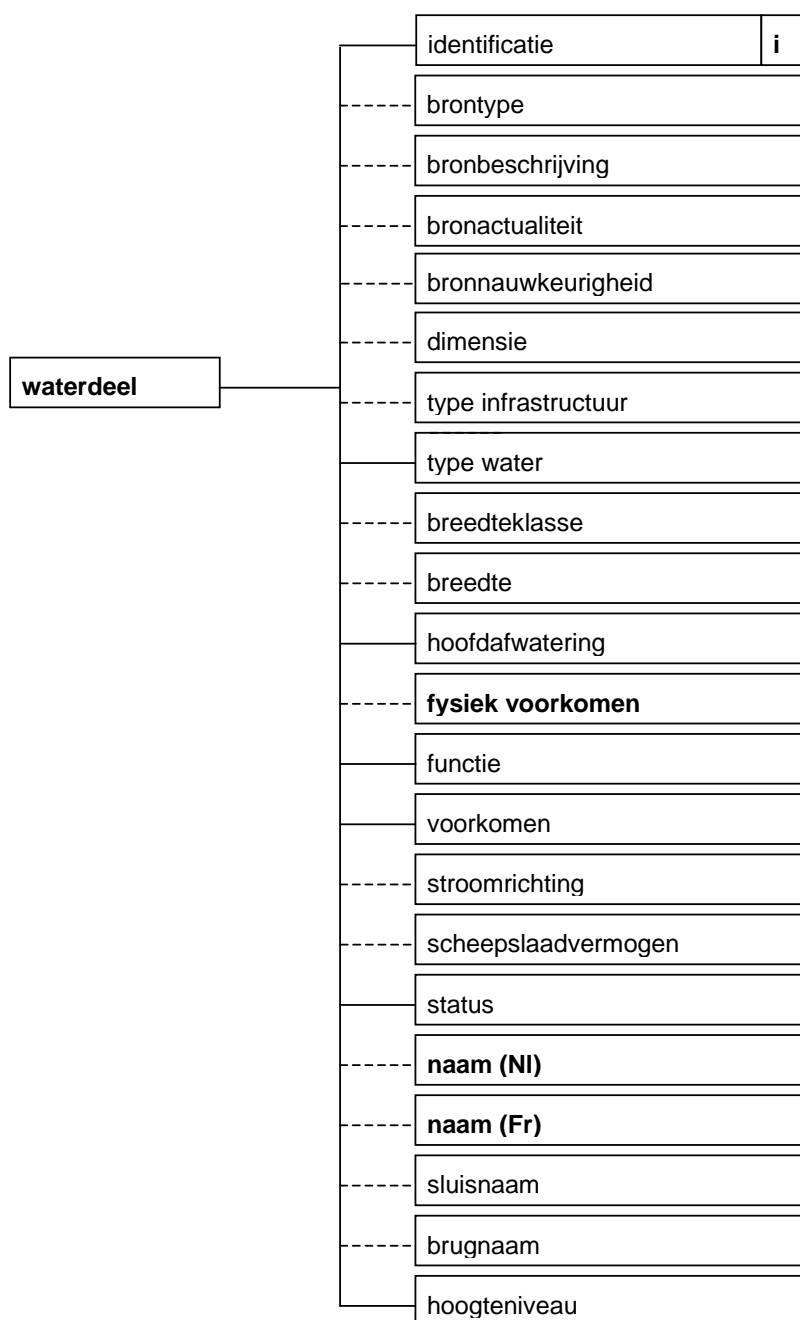 identificatie i
brontype
bronbeschrijving
bronactualiteit
bronnauwkeurigheid
dimensie
waterdeel
type infrastructuur
type water
breedteklasse
breedte
hoofdafwatering
fysiek voorkomen
functie
voorkomen
stroomrichting
scheepslaadvermogen
status
naam (Nl)
naam (Fr)
sluisnaam
brugnaam
hoogteniveau